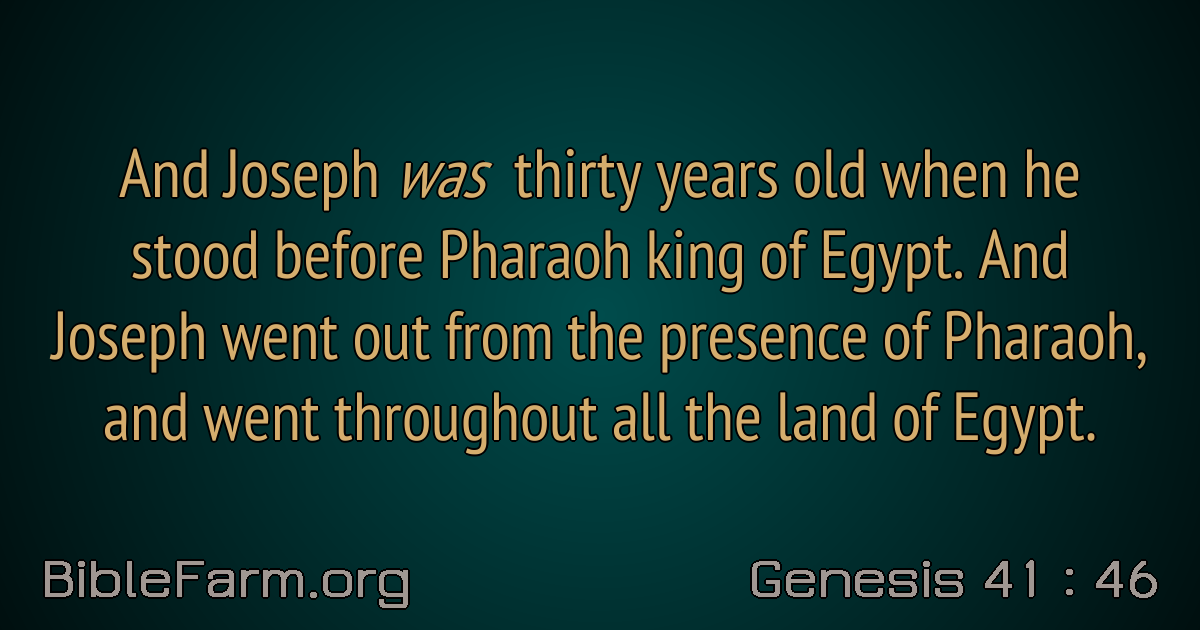 And Joseph was thirty years old when he
stood before Pharaoh king of Egypt. And
Joseph went out from the presence of Pharaoh,
and went throughout all the land of Egypt.
BibleFarm.org
Genesis 41 : 46